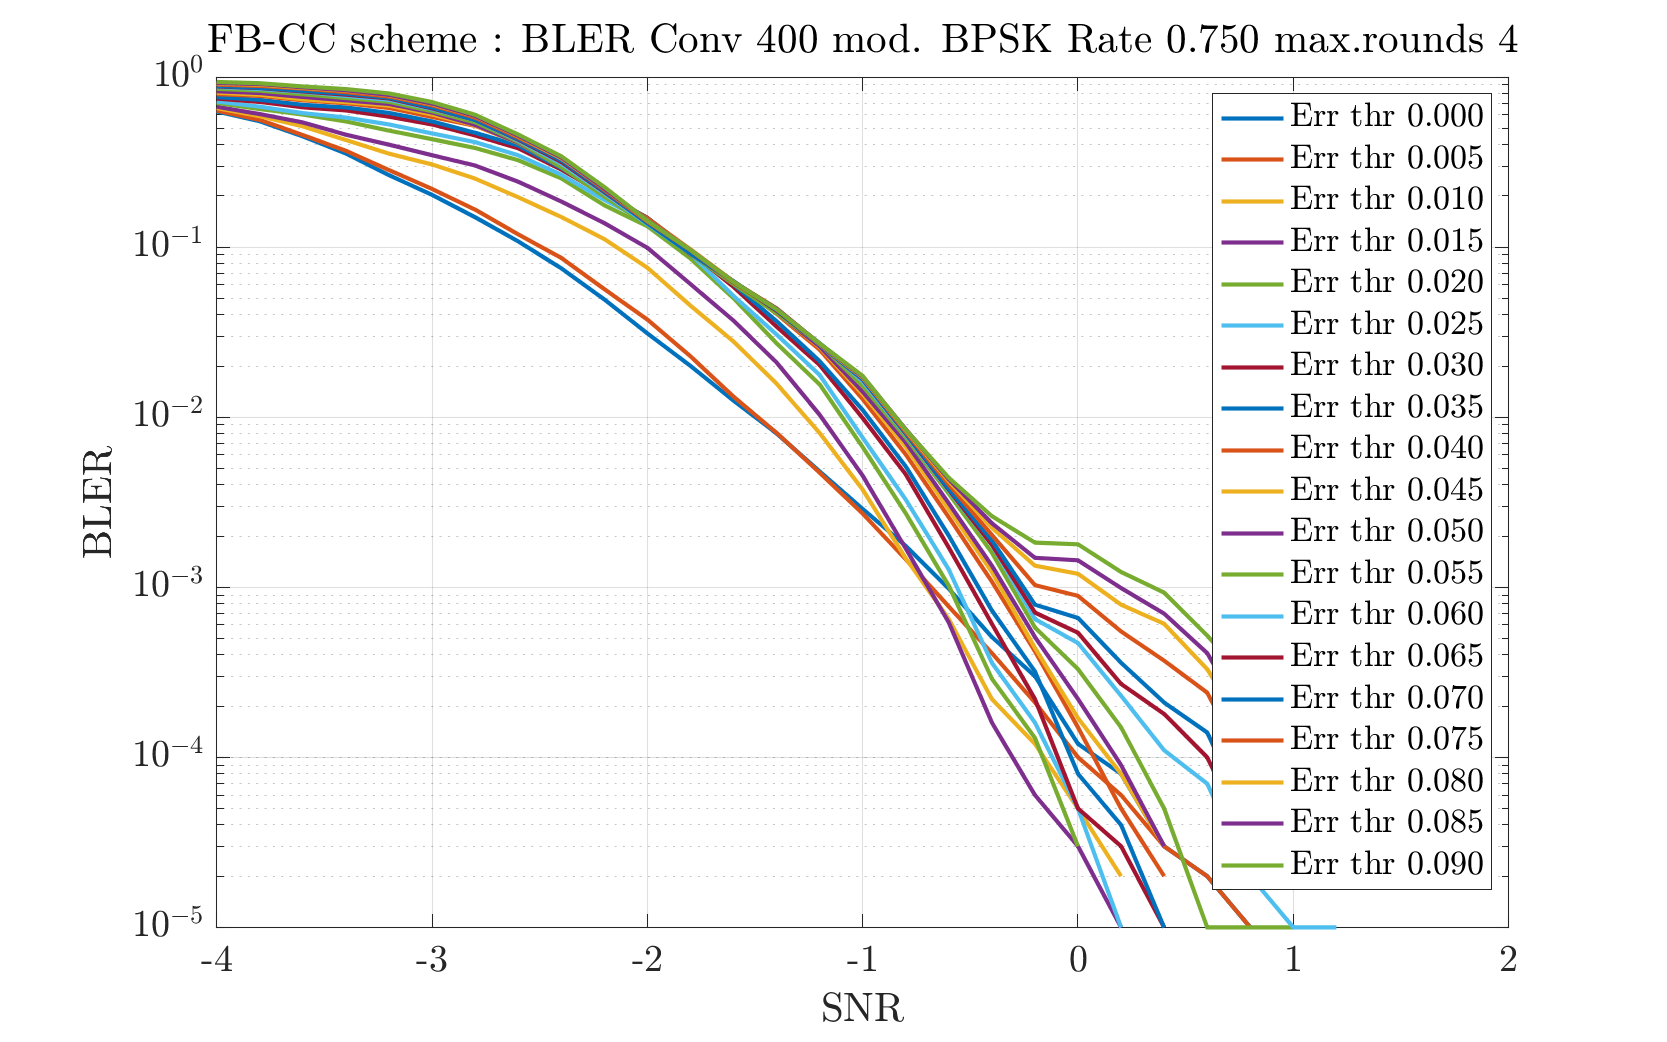 FB-CC scheme : BLER Conv 400 mod. BPSK Rate 0.750 max.rounds 4
10^0
10^-1
10^-2
10^-3
10^-4
10^-5
BLER
-4 -3 -2 -1 0 1 2
SNR
Err thr 0.000
Err thr 0.005
Err thr 0.010
Err thr 0.015
Err thr 0.020
Err thr 0.025
Err thr 0.030
Err thr 0.035
Err thr 0.040
Err thr 0.045
Err thr 0.050
Err thr 0.055
Err thr 0.060
Err thr 0.065
Err thr 0.070
Err thr 0.075
Err thr 0.080
Err thr 0.085
Err thr 0.090